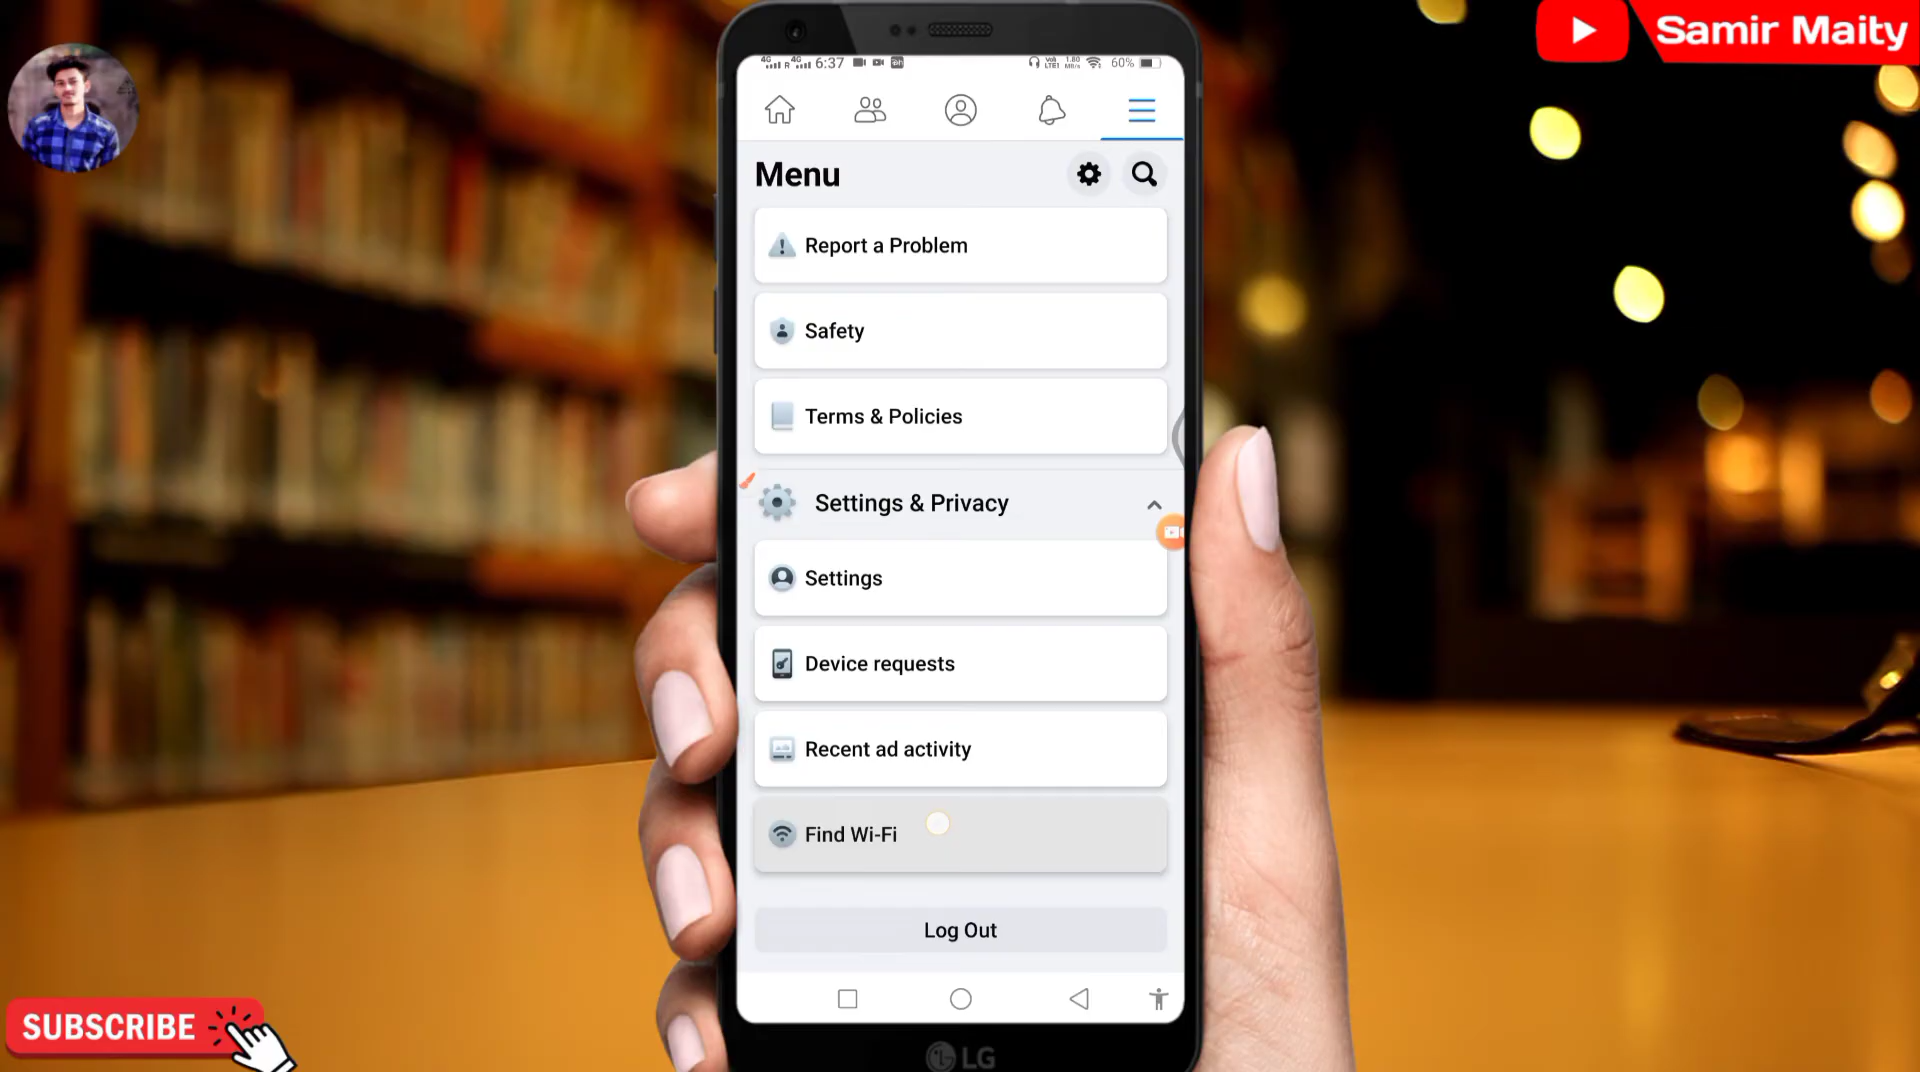 Samir Maity
6:37
60%
Menu
Report a Problem
Safety
Terms & Policies
Settings & Privacy
Settings
Device requests
Recent ad activity
Find Wi-Fi
Log Out
SUBSCRIBE
LG